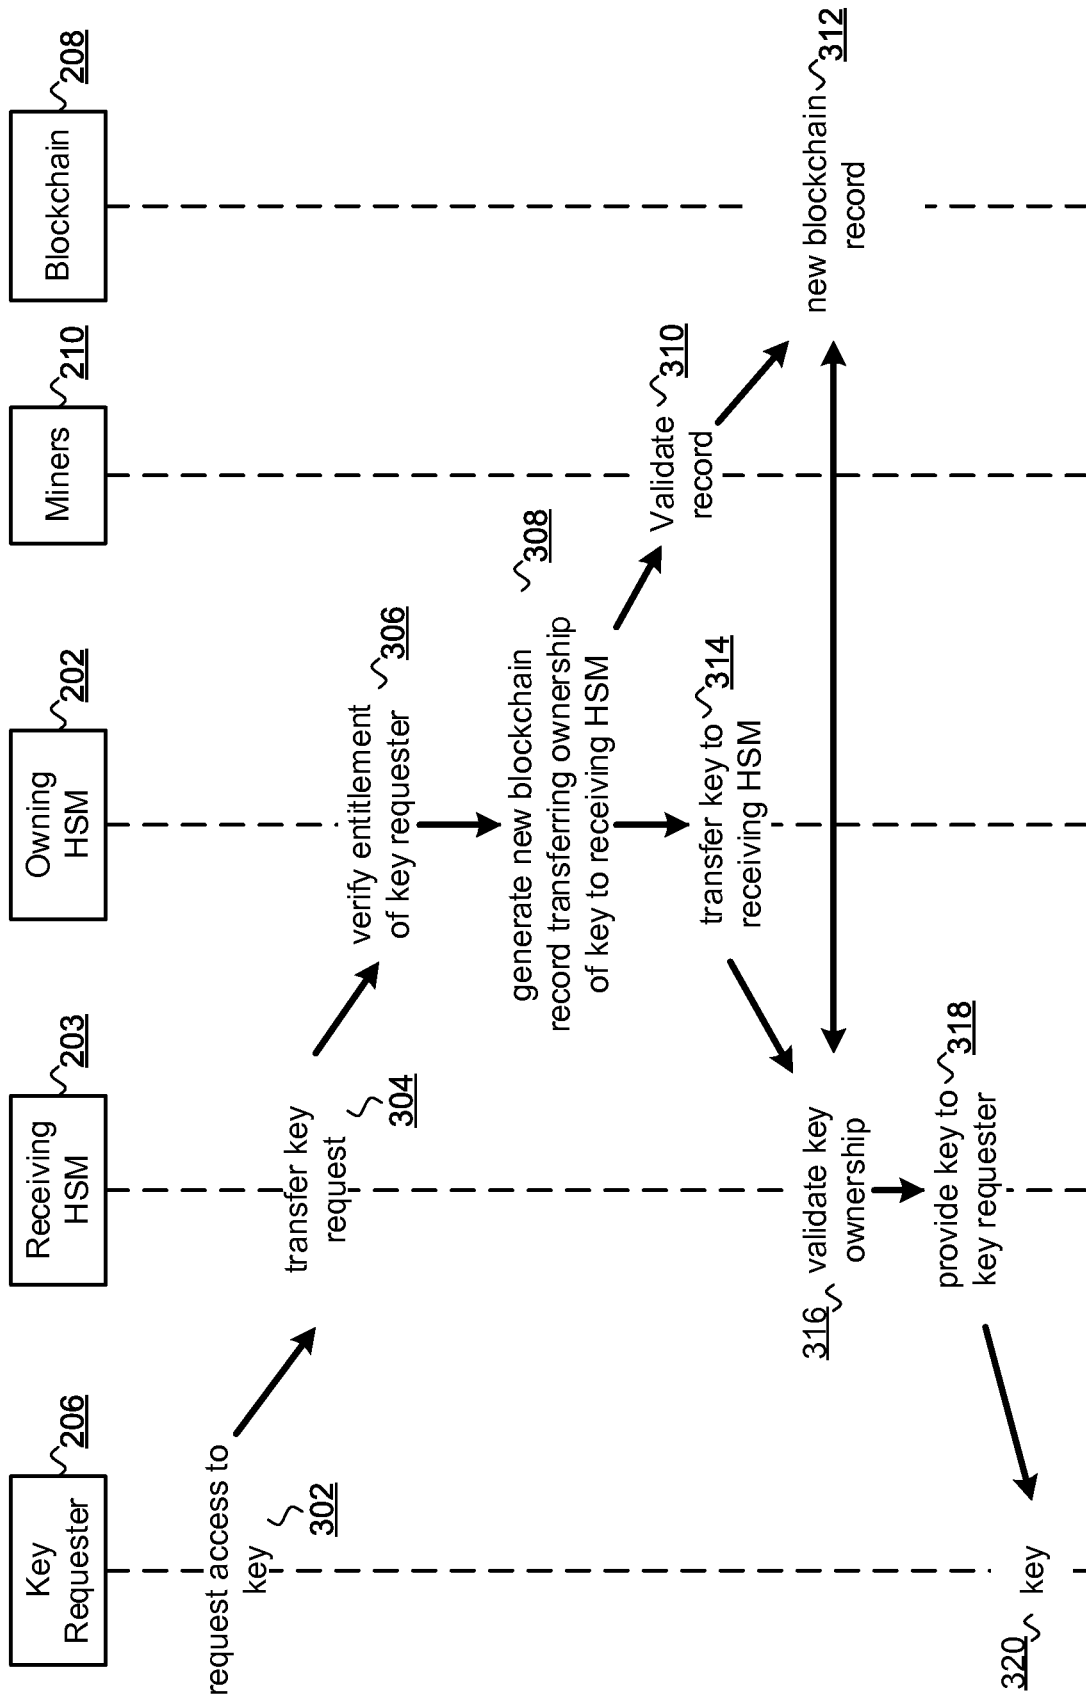 Key
Requester
206
Receiving
HSM
203
Owning
HSM
202
Miners
210
Blockchain
208
request access to
key
302
transfer key
request
304
verify entitlement
of key requester
306
generate new blockchain
record transferring ownership
of key to receiving HSM
308
Validate
record
310
transfer key to
receiving HSM
314
new blockchain
record
312
316
validate key
ownership
provide key to
key requester
318
320
key